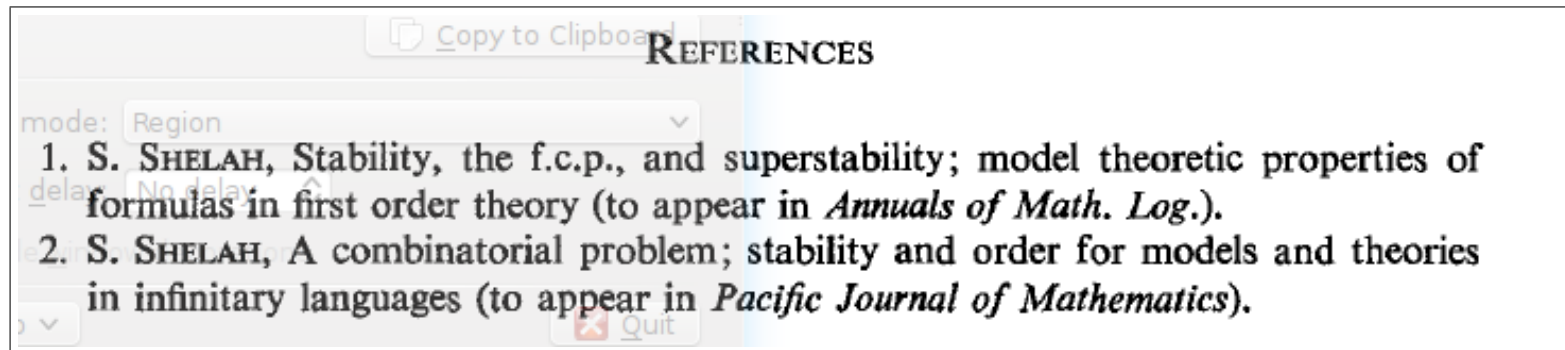 Copy to Clipboard
REFERENCES
mode: Region
1. S. SHELAH, Stability, the f.c.p., and superstability; model theoretic properties of
delay: No delay
formulas in first order theory (to appear in Annuals of Math. Log.).
2. S. SHELAH, A combinatorial problem; stability and order for models and theories
in infinitary languages (to appear in Pacific Journal of Mathematics).
Quit